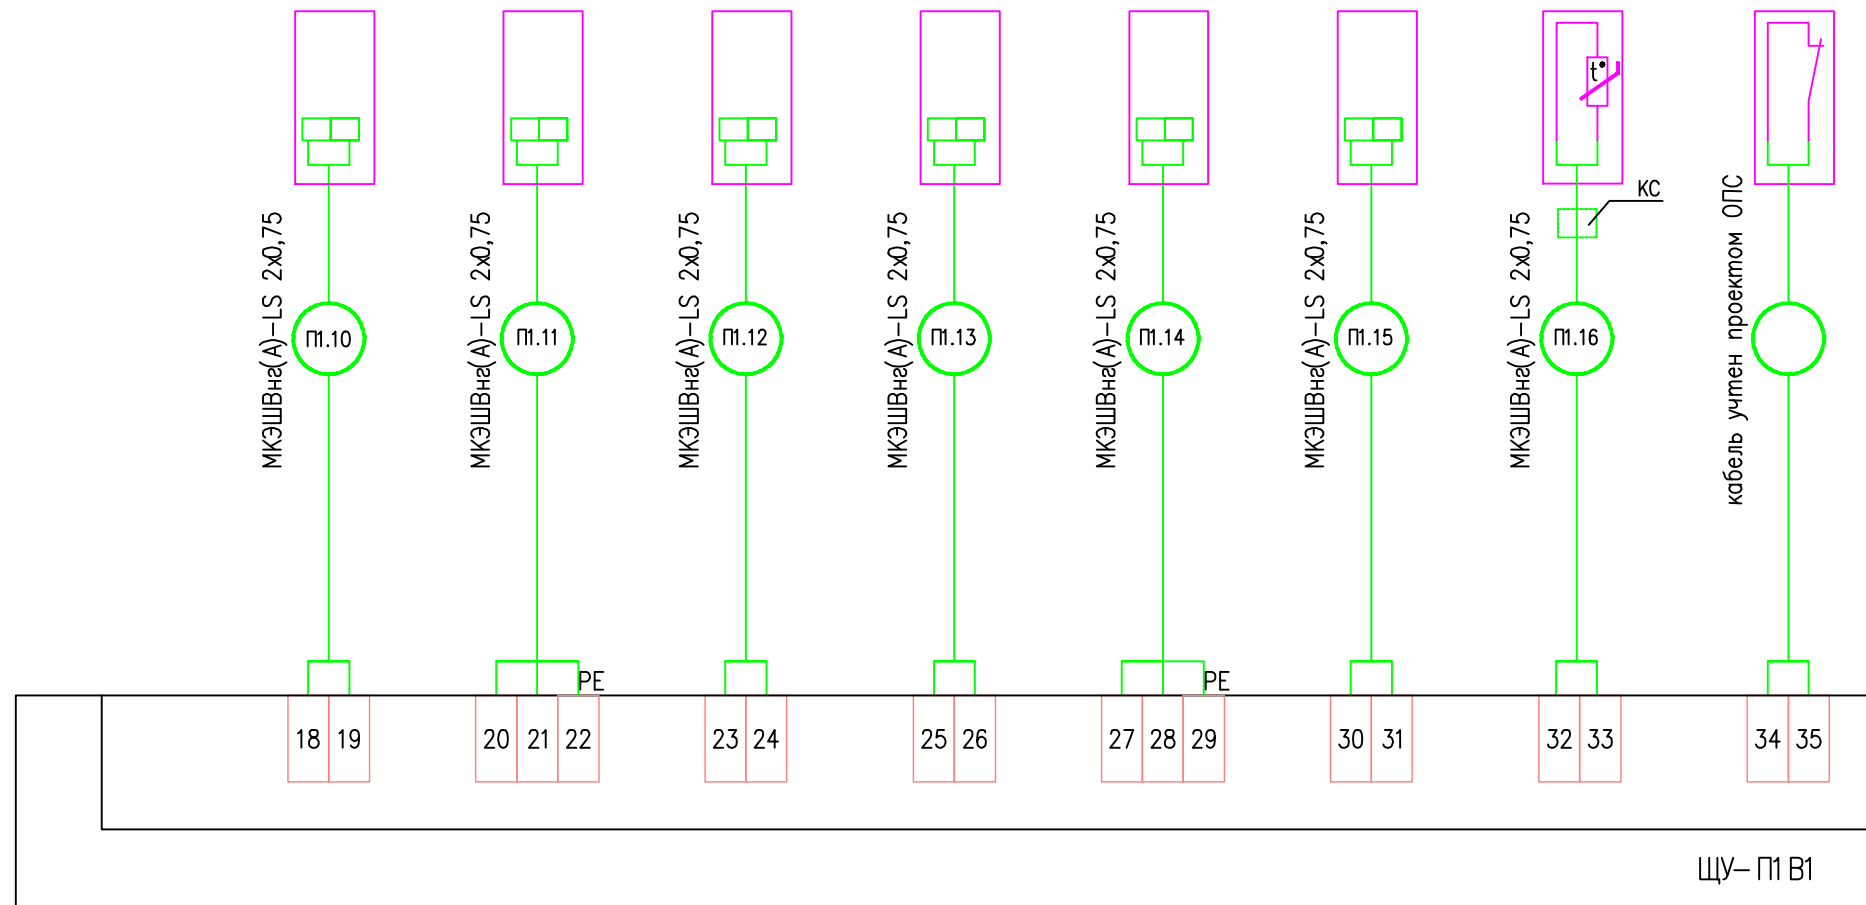 t°
КС
МКЭШВнг(А)-LS 2х0,75
МКЭШВнг(А)-LS 2х0,75
МКЭШВнг(А)-LS 2х0,75
МКЭШВнг(А)-LS 2х0,75
МКЭШВнг(А)-LS 2х0,75
МКЭШВнг(А)-LS 2х0,75
МКЭШВнг(А)-LS 2х0,75
кабель учтен проектом ОПС
П1.10
П1.11
П1.12
П1.13
П1.14
П1.15
П1.16
PE
PE
18 19
20 21 22
23 24
25 26
27 28 29
30 31
32 33
34 35
ЩУ- П1 В1